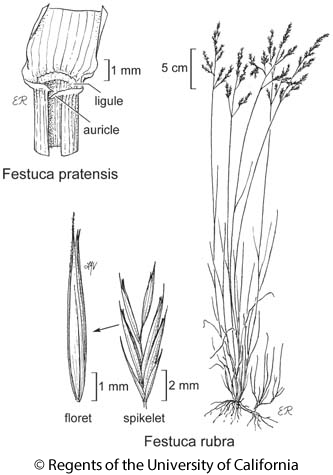 1 mm
ligule
ER
auricle
Festuca pratensis
5 cm
1 mm
floret
2 mm
spikelet
ER
Festuca rubra
© Regents of the University of California